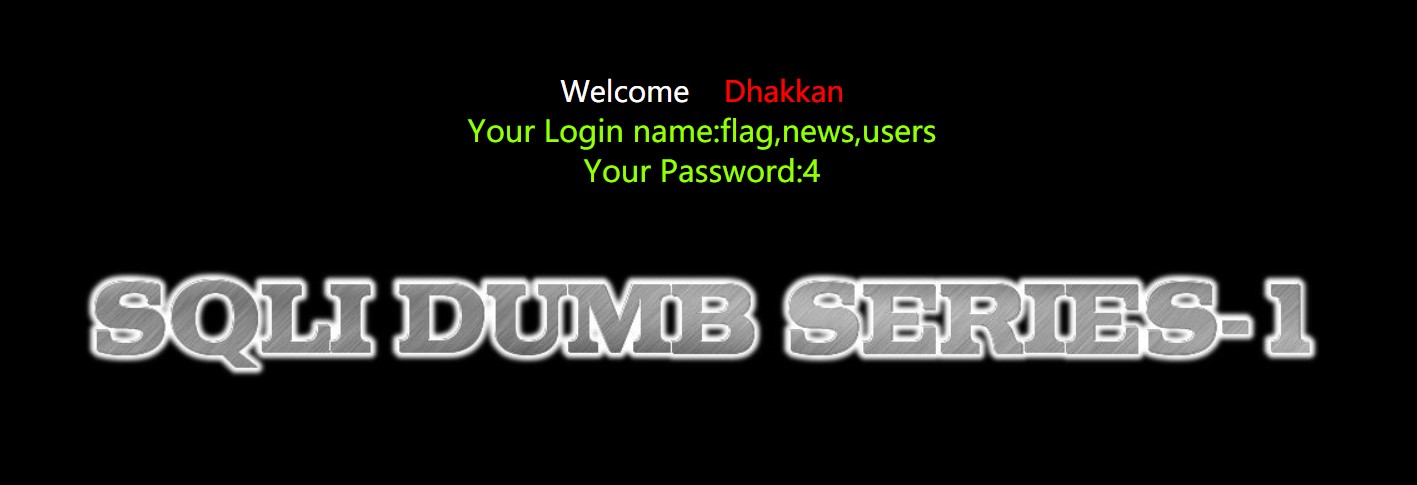 Welcome Dhakkan
Your Login name:flag,news,users
Your Password:4
SQLI DUMB SERIES-1